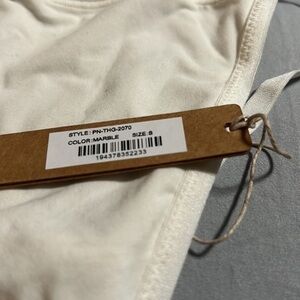 STYLE: PN-THG-2070
COLOR: MARBLE SIZE: S
194378352233